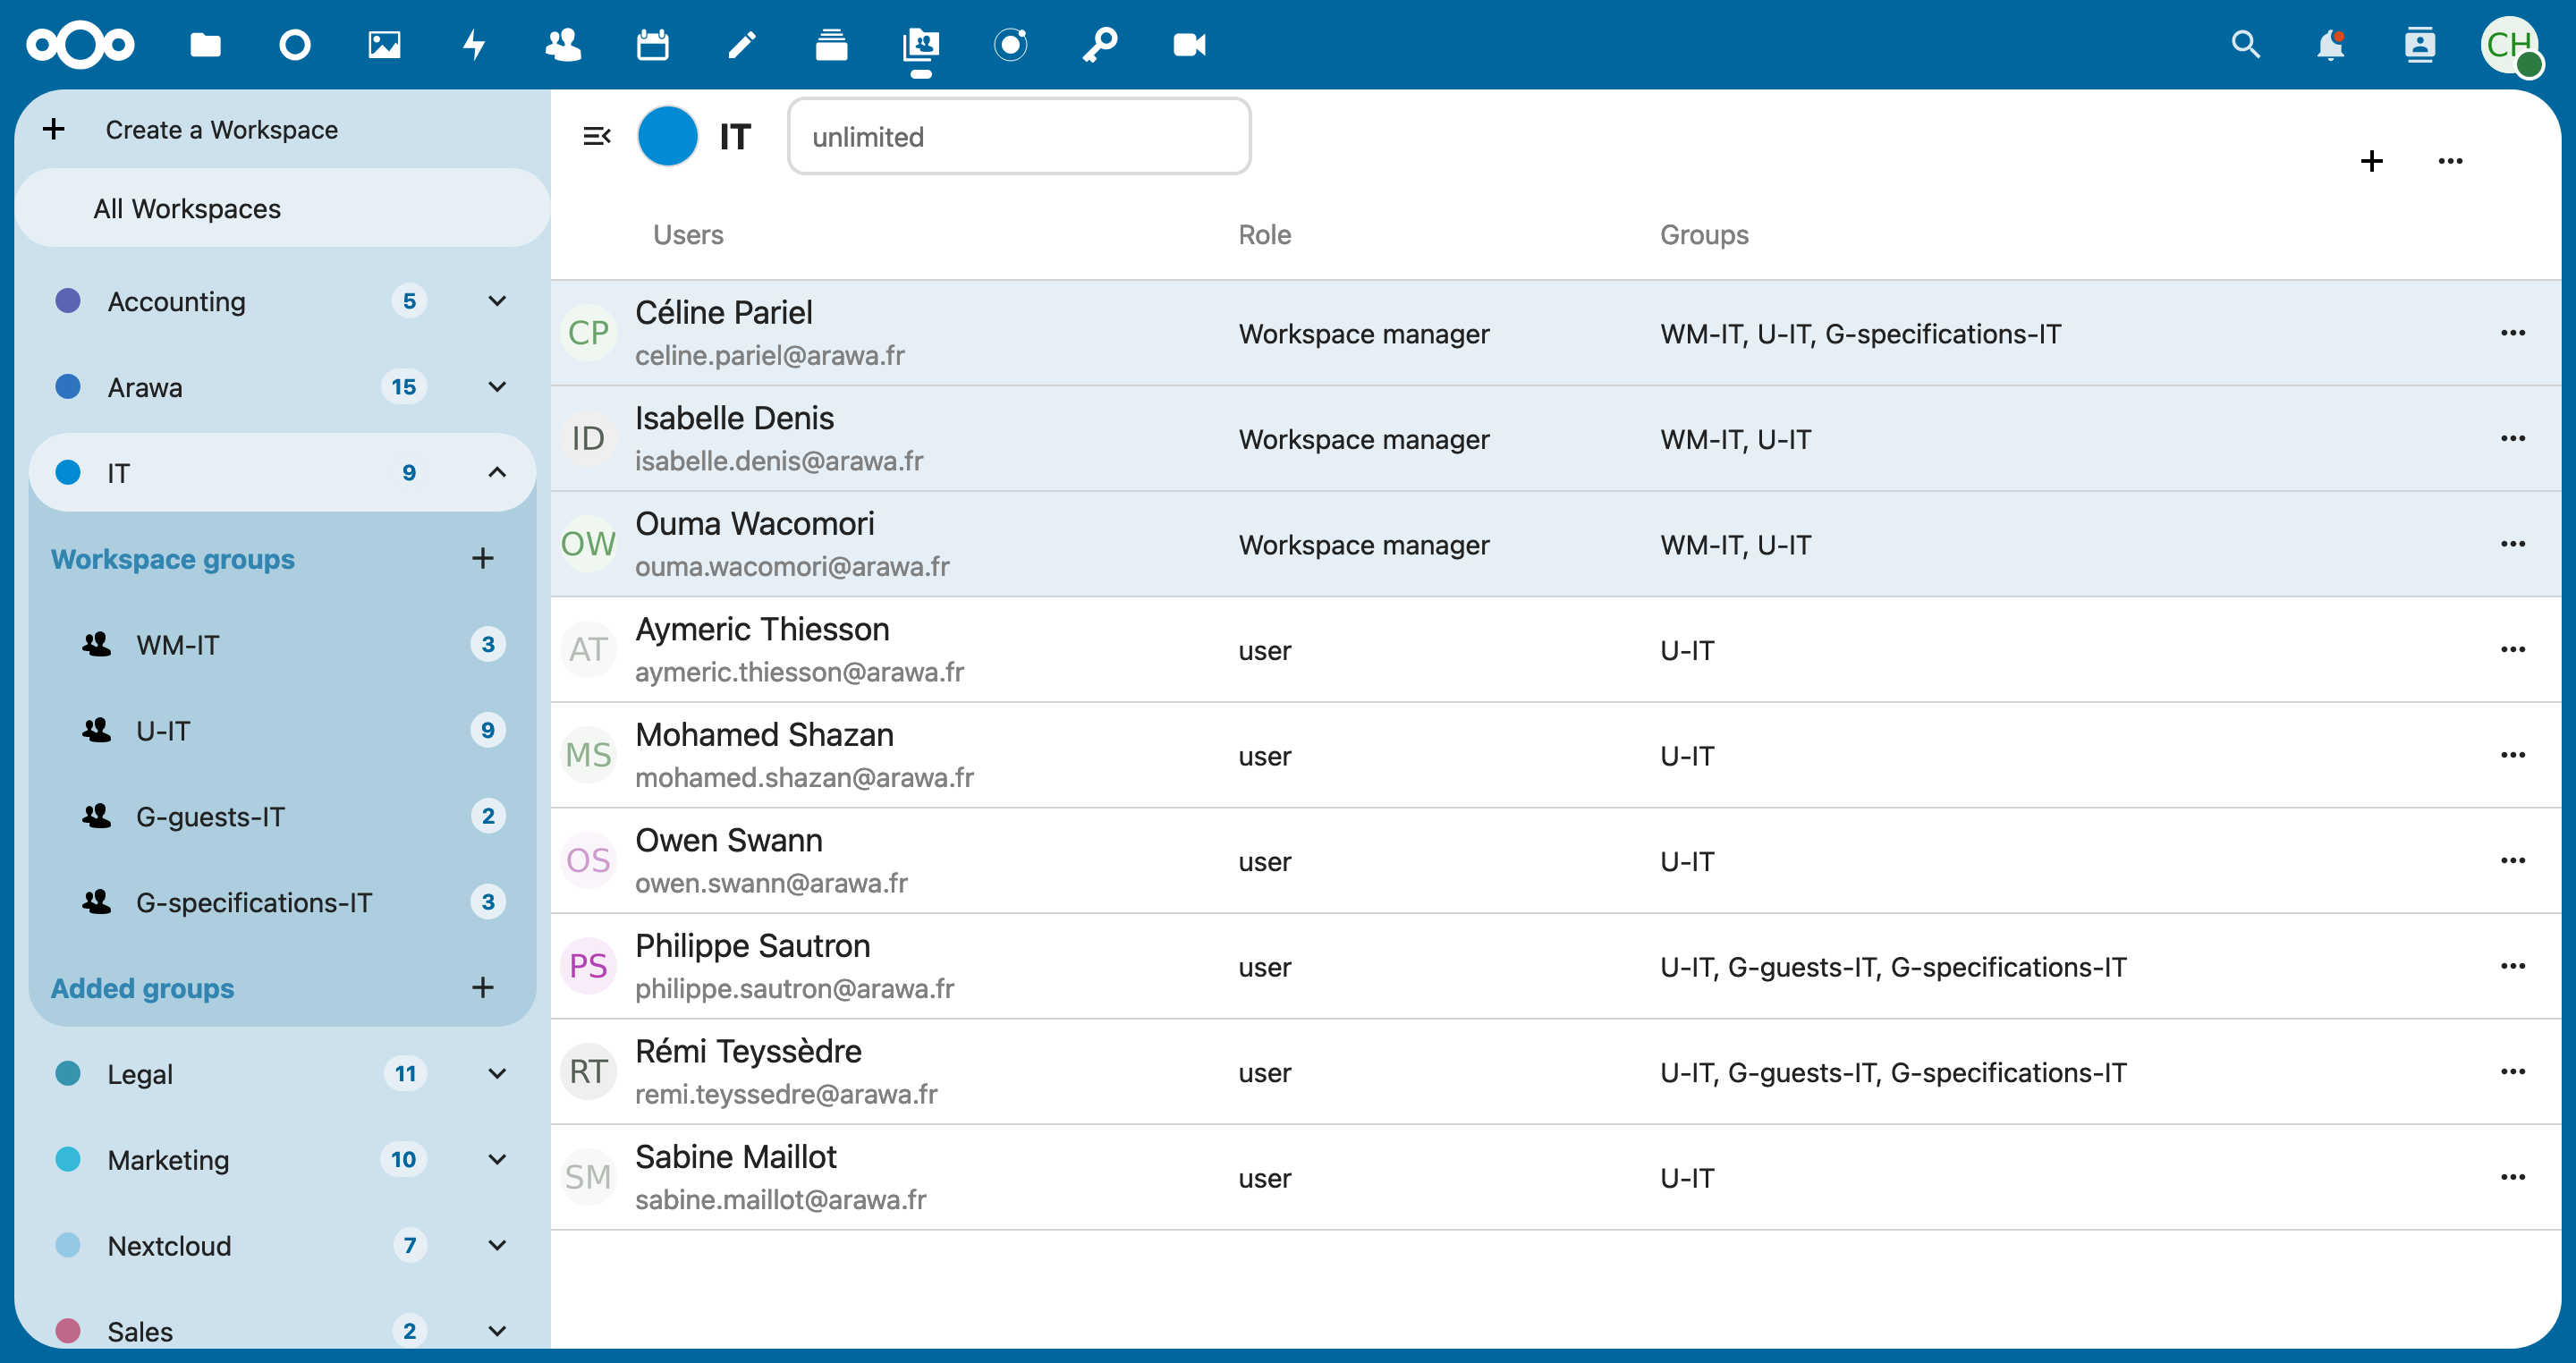 CH
Create a Workspace
All Workspaces
Accounting 5
Arawa 15
IT 9
Workspace groups
WM-IT 3
U-IT 9
G-guests-IT 2
G-specifications-IT 3
Added groups
Legal 11
Marketing 10
Nextcloud 7
Sales 2
IT unlimited
Users Role Groups
CP Céline Pariel
celine.pariel@arawa.fr
Workspace manager
WM-IT, U-IT, G-specifications-IT
ID Isabelle Denis
isabelle.denis@arawa.fr
Workspace manager
WM-IT, U-IT
OW Ouma Wacomori
ouma.wacomori@arawa.fr
Workspace manager
WM-IT, U-IT
AT Aymeric Thiesson
aymeric.thiesson@arawa.fr
user
U-IT
MS Mohamed Shazan
mohamed.shazan@arawa.fr
user
U-IT
OS Owen Swann
owen.swann@arawa.fr
user
U-IT
PS Philippe Sautron
philippe.sautron@arawa.fr
user
U-IT, G-guests-IT, G-specifications-IT
RT Rémi Teyssèdre
remi.teyssedre@arawa.fr
user
U-IT, G-guests-IT, G-specifications-IT
SM Sabine Maillot
sabine.maillot@arawa.fr
user
U-IT